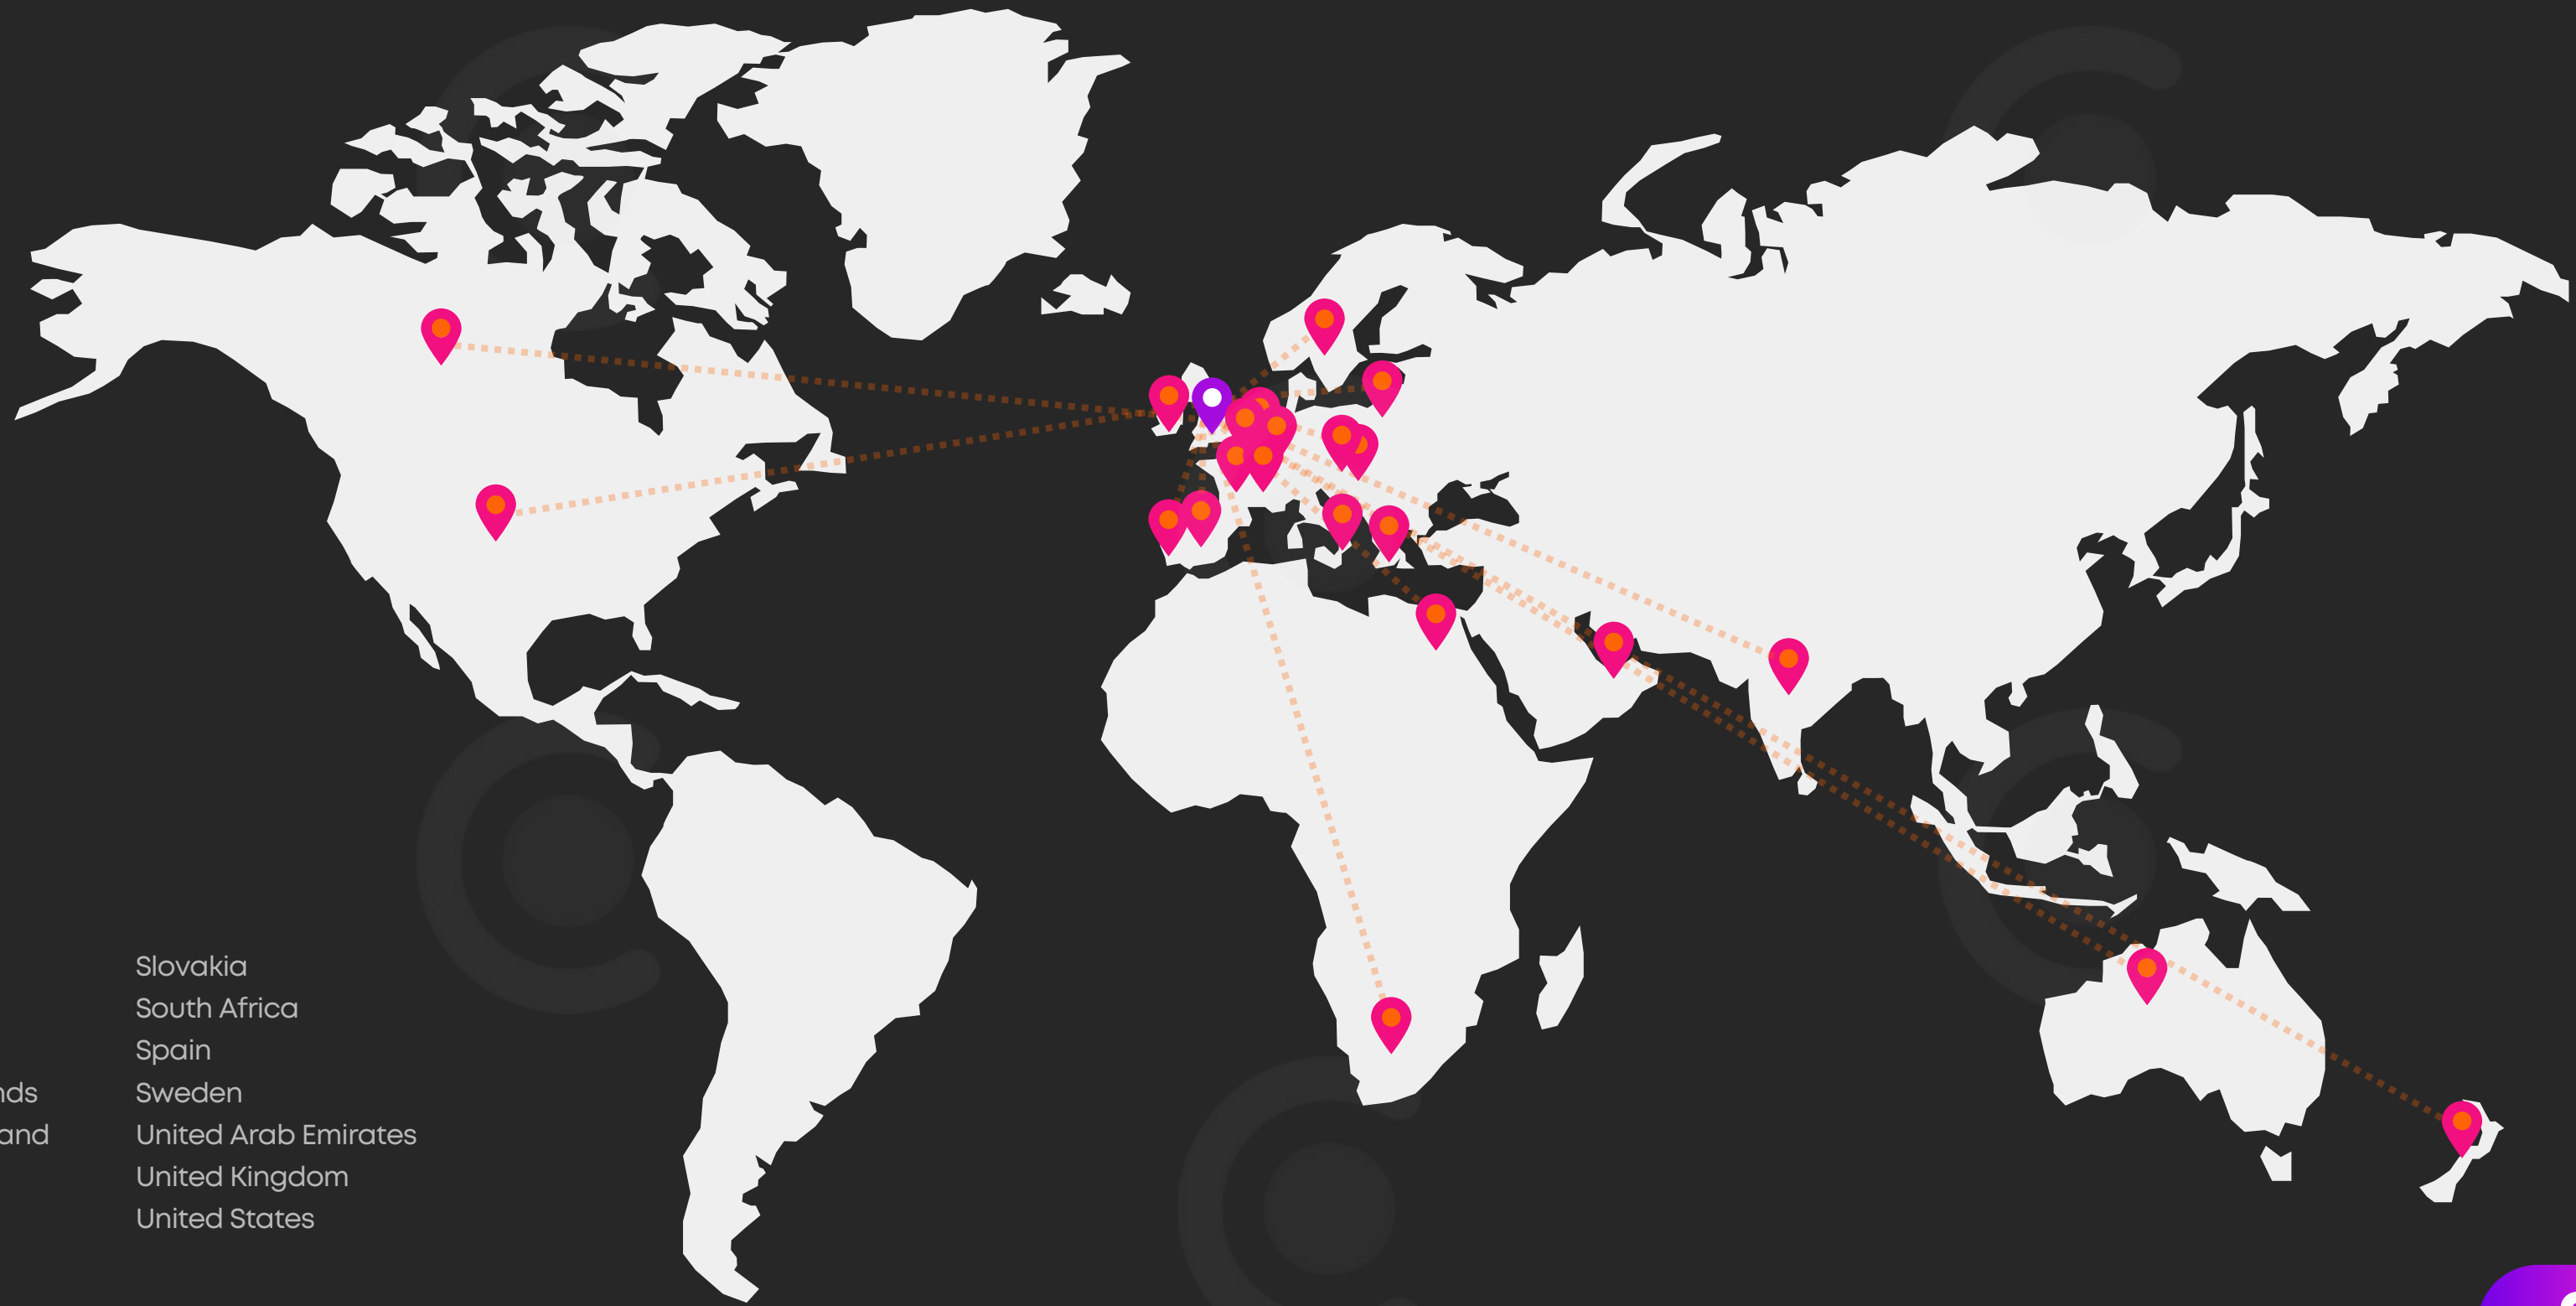 Slovakia
South Africa
Spain
nds Sweden
and United Arab Emirates
United Kingdom
United States